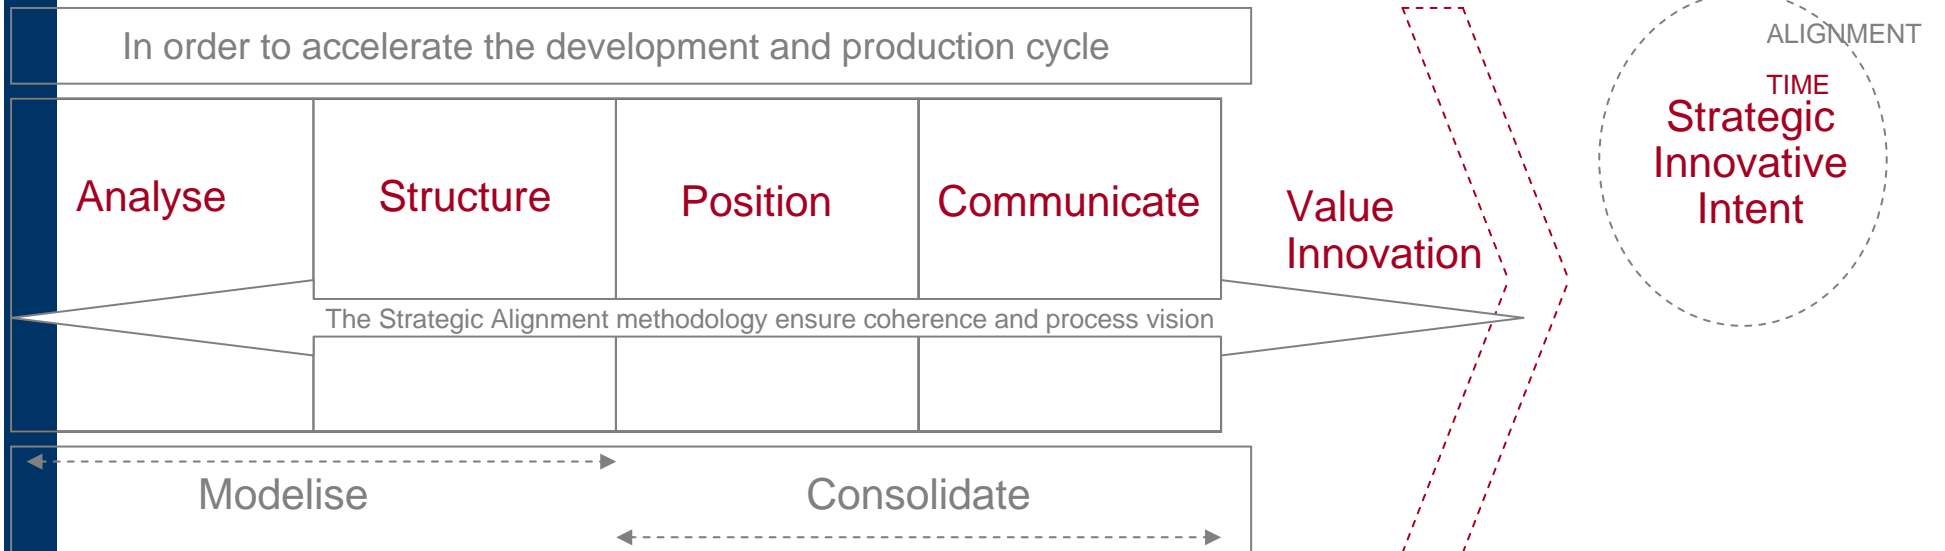 In order to accelerate the development and production cycle
ALIGNMENT
TIME
Strategic
Innovative
Intent
Analyse
Structure
Position
Communicate
Value
Innovation
The Strategic Alignment methodology ensure coherence and process vision
Modelise
Consolidate